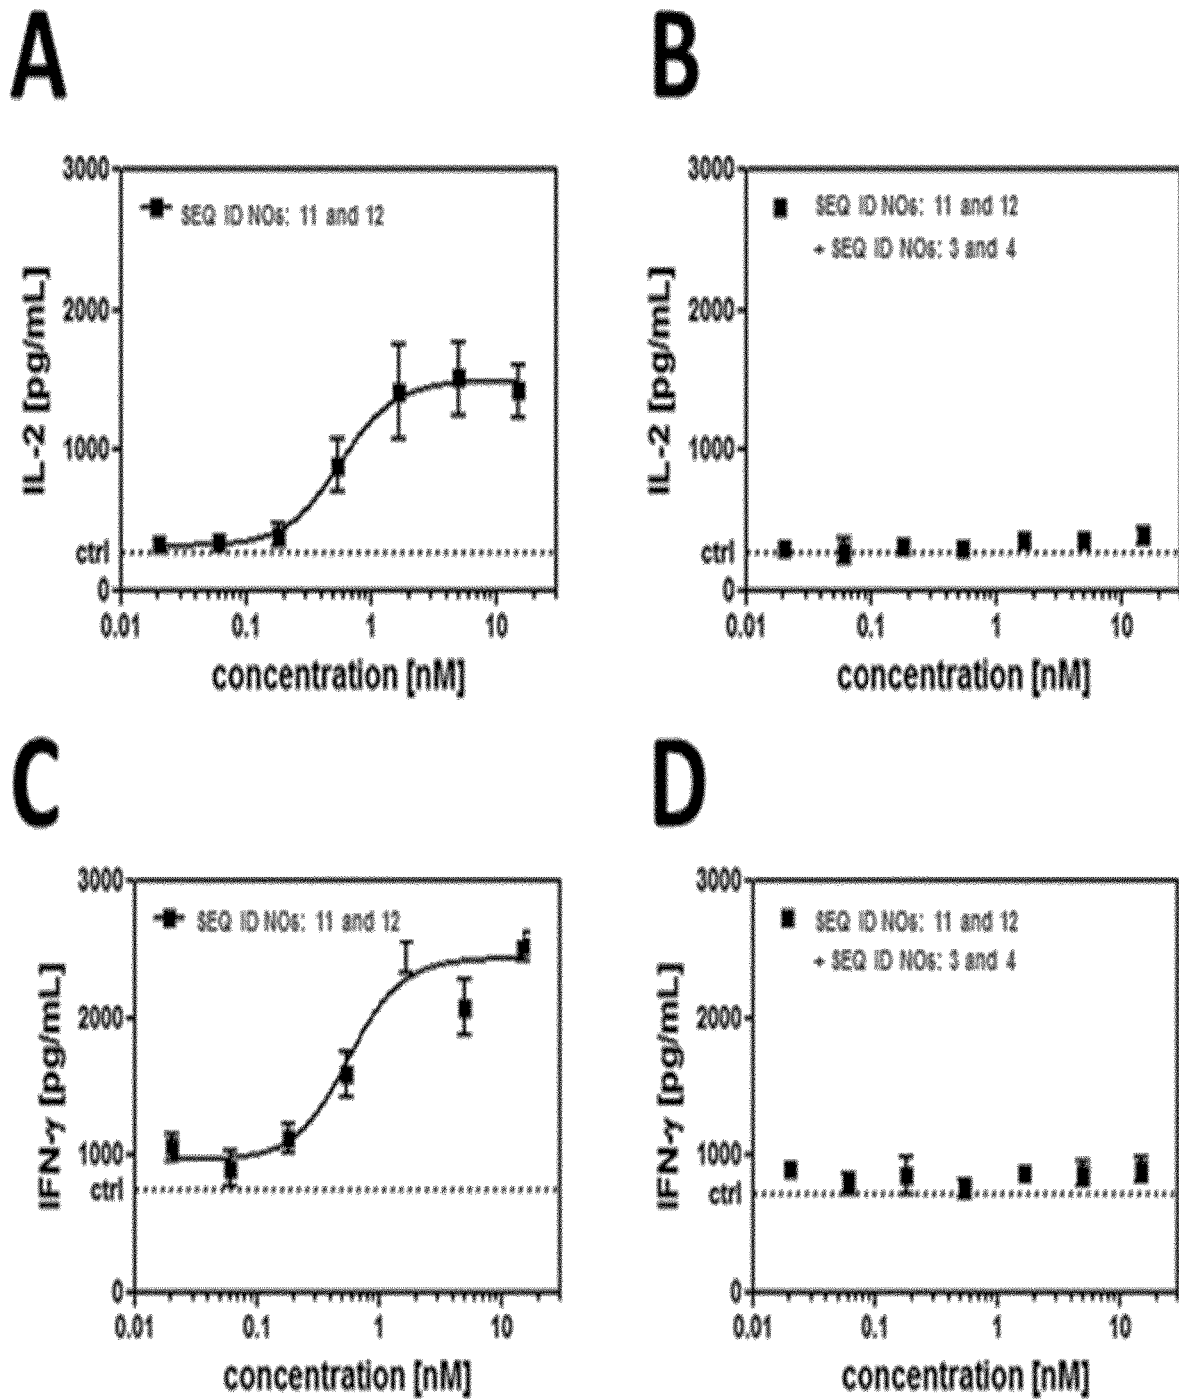 A
B
3000
2000
1000
ctrl
0
IL-2 [pg/mL]
SEQ ID NOs: 11 and 12
0.01
0.1
1
10
concentration [nM]
3000
2000
1000
ctrl
0
IL-2 [pg/mL]
SEQ ID NOs: 11 and 12
+ SEQ ID NOs: 3 and 4
0.01
0.1
1
10
concentration [nM]
C
D
3000
2000
1000
ctrl
0
IFN-γ [pg/mL]
SEQ ID NOs: 11 and 12
0.01
0.1
1
10
concentration [nM]
3000
2000
1000
ctrl
0
IFN-γ [pg/mL]
SEQ ID NOs: 11 and 12
+ SEQ ID NOs: 3 and 4
0.01
0.1
1
10
concentration [nM]